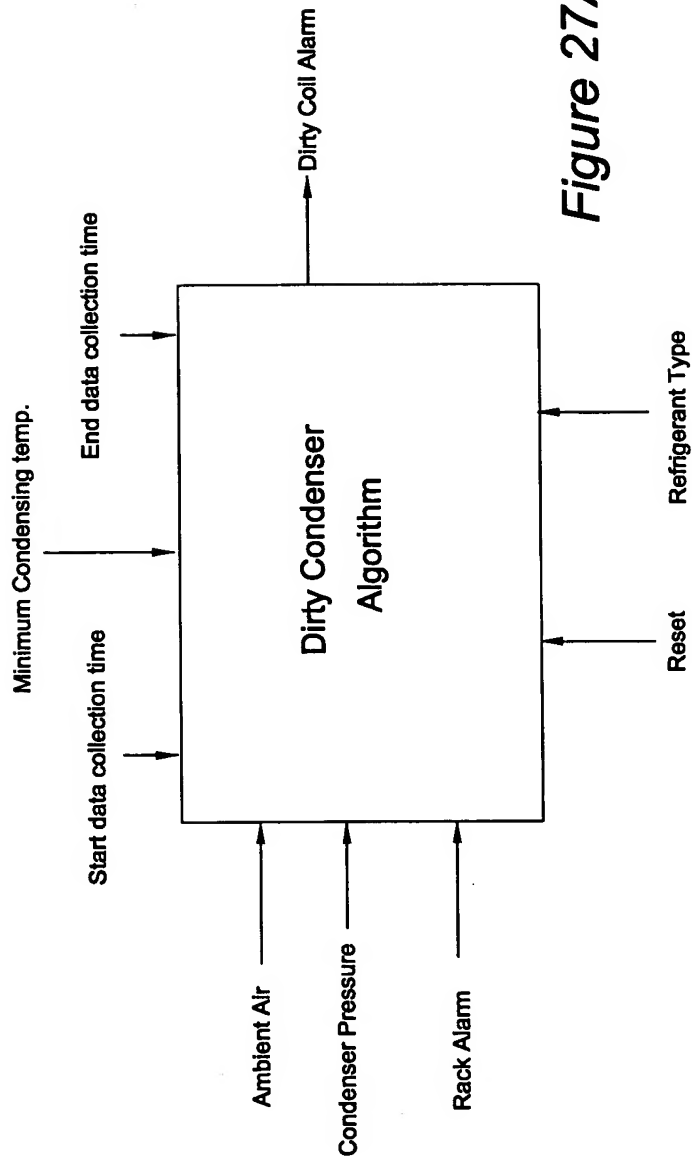 Minimum Condensing temp.
Start data collection time
End data collection time
Ambient Air
Condenser Pressure
Rack Alarm
Dirty Condenser
Algorithm
Dirty Coil Alarm
Reset
Refrigerant Type
Figure 27A